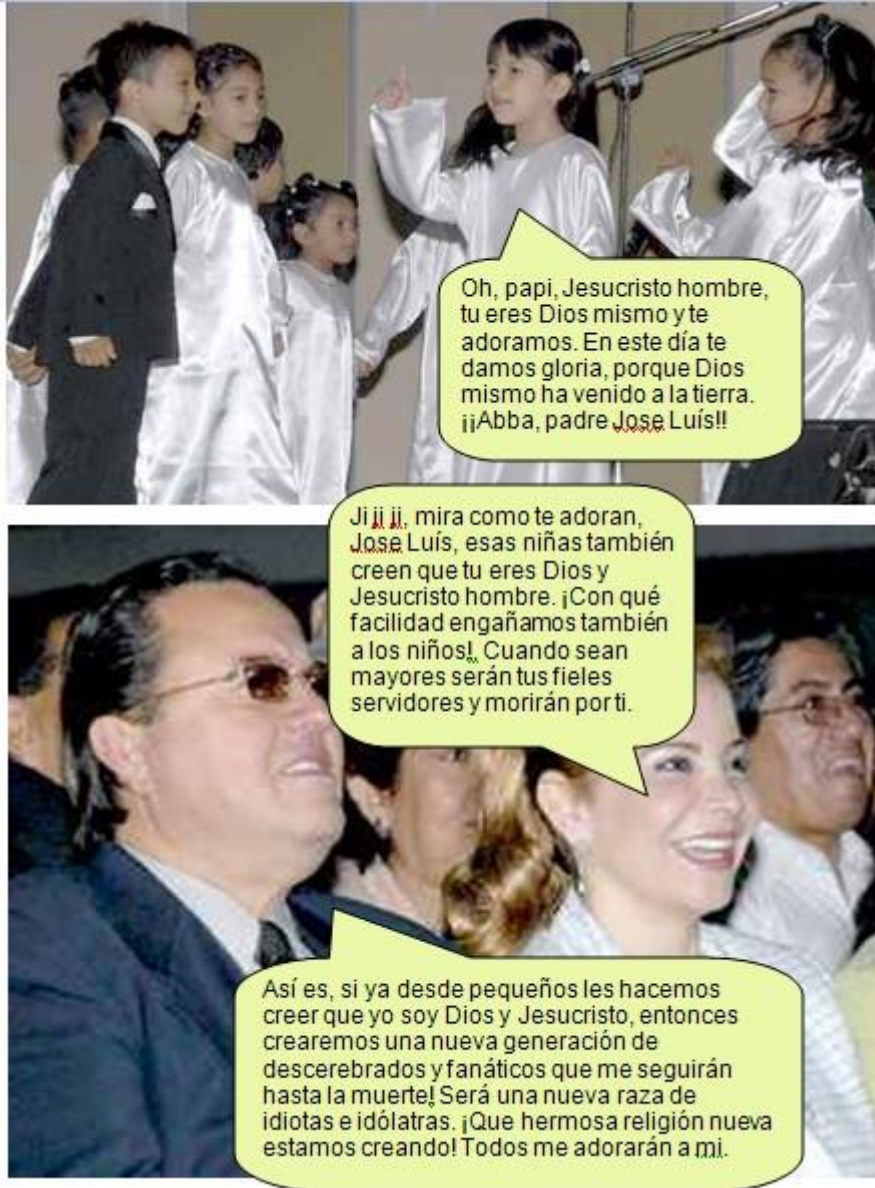 Oh, papi, Jesucristo hombre,
tu eres Dios mismo y te
adoramos. En este día te
damos gloria, porque Dios
mismo ha venido a la tierra.
¡¡Abba, padre Jose Luís!!
Ji ji ji, mira como te adoran,
Jose Luís, esas niñas también
creen que tu eres Dios y
Jesucristo hombre. ¡Con qué
facilidad engañamos también
a los niños!. Cuando sean
mayores serán tus fieles
servidores y morirán por ti.
Así es, si ya desde pequeños les hacemos
creer que yo soy Dios y Jesucristo, entonces
crearemos una nueva generación de
descerebrados y fanáticos que me seguirán
hasta la muerte! Será una nueva raza de
idiotas e idólatras. ¡Que hermosa religión nueva
estamos creando! Todos me adorarán a mi.